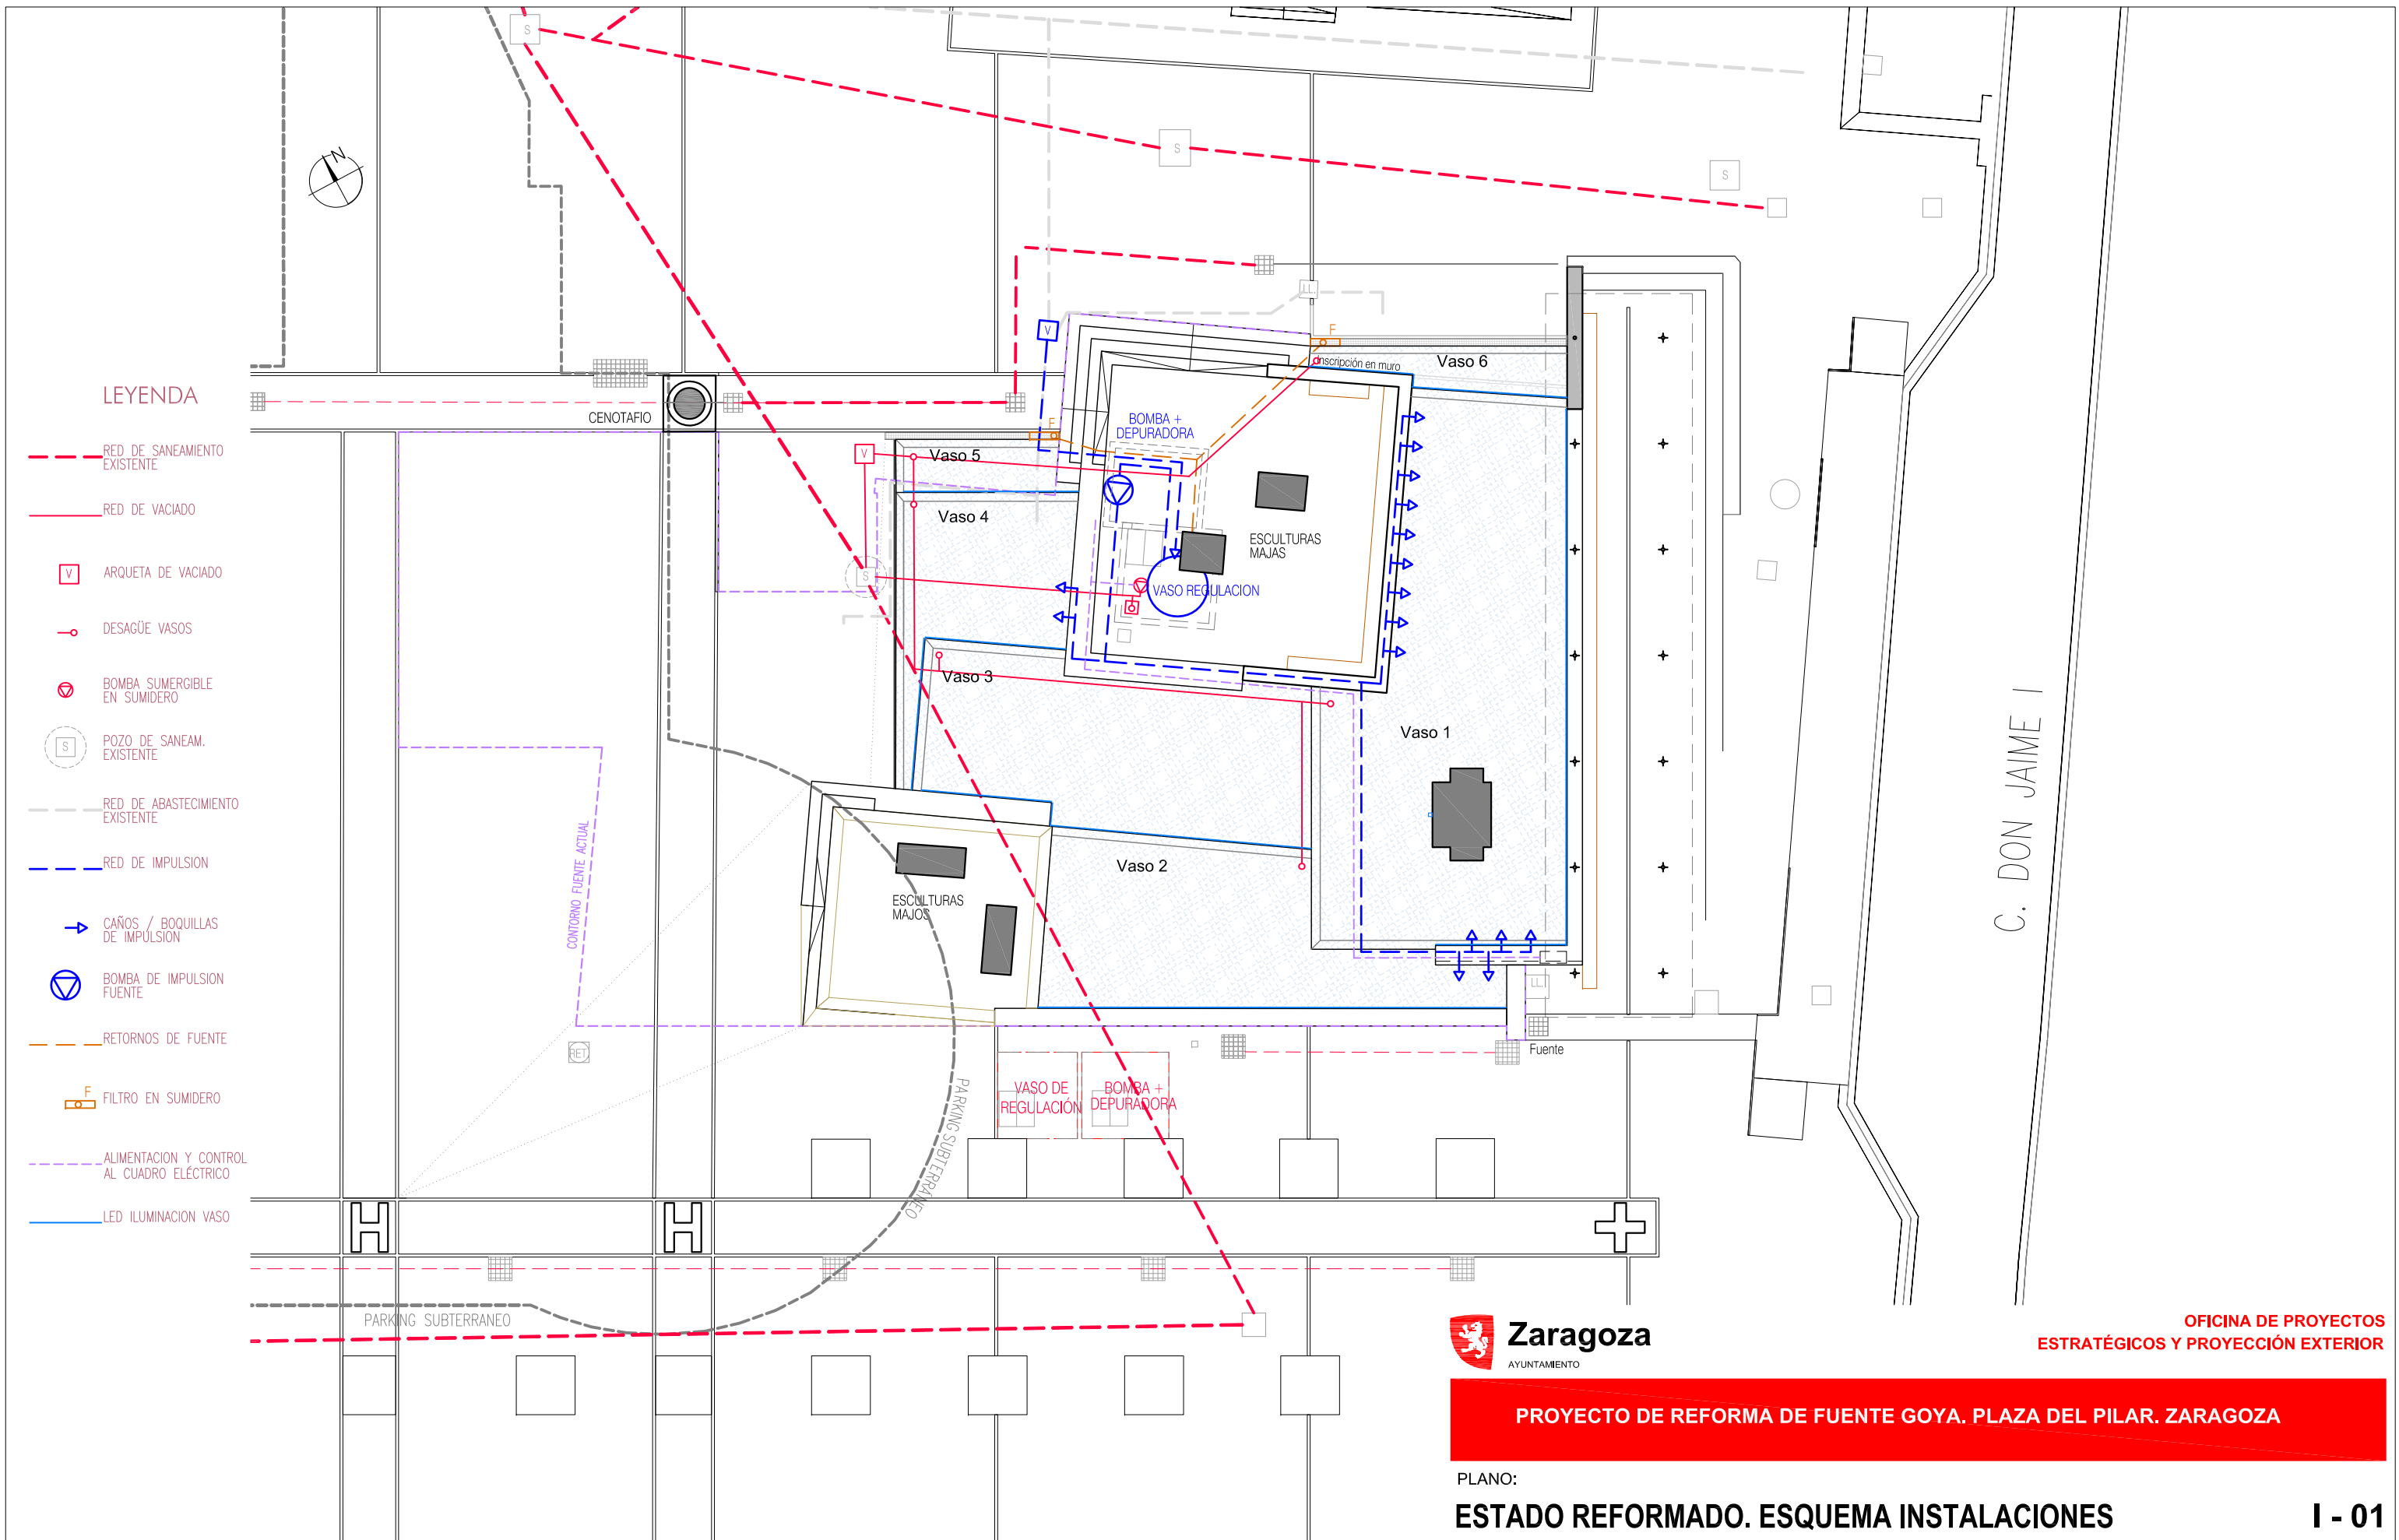 S
S
S
N
LEYENDA
RED DE SANEAMIENTO
EXISTENTE
RED DE VACIADO
V
ARQUETA DE VACIADO
DESAGÜE VASOS
BOMBA SUMERGIBLE
EN SUMIDERO
S
POZO DE SANEAM.
EXISTENTE
RED DE ABASTECIMIENTO
EXISTENTE
RED DE IMPULSION
CAÑOS / BOQUILLAS
DE IMPULSION
BOMBA DE IMPULSION
FUENTE
RETORNOS DE FUENTE
F
FILTRO EN SUMIDERO
ALIMENTACION Y CONTROL
AL CUADRO ELÉCTRICO
LED ILUMINACION VASO
CENOTAFIO
LL
V
F
Inscripción en muro
Vaso 6
F
BOMBA +
DEPURADORA
V
Vaso 5
Vaso 4
ESCULTURAS
MAJAS
S
VASO REGULACION
Vaso 3
Vaso 1
Vaso 2
ESCULTURAS
MAJOS
CONTORNO FUENTE ACTUAL
C. DON JAIME I
LL
RET
Fuente
VASO DE
REGULACIÓN
BOMBA +
DEPURADORA
PARKING SUBTERRANEO
H
H
PARKING SUBTERRANEO
Zaragoza
AYUNTAMIENTO
OFICINA DE PROYECTOS
ESTRATÉGICOS Y PROYECCIÓN EXTERIOR
PROYECTO DE REFORMA DE FUENTE GOYA. PLAZA DEL PILAR. ZARAGOZA
PLANO:
ESTADO REFORMADO. ESQUEMA INSTALACIONES
I - 01